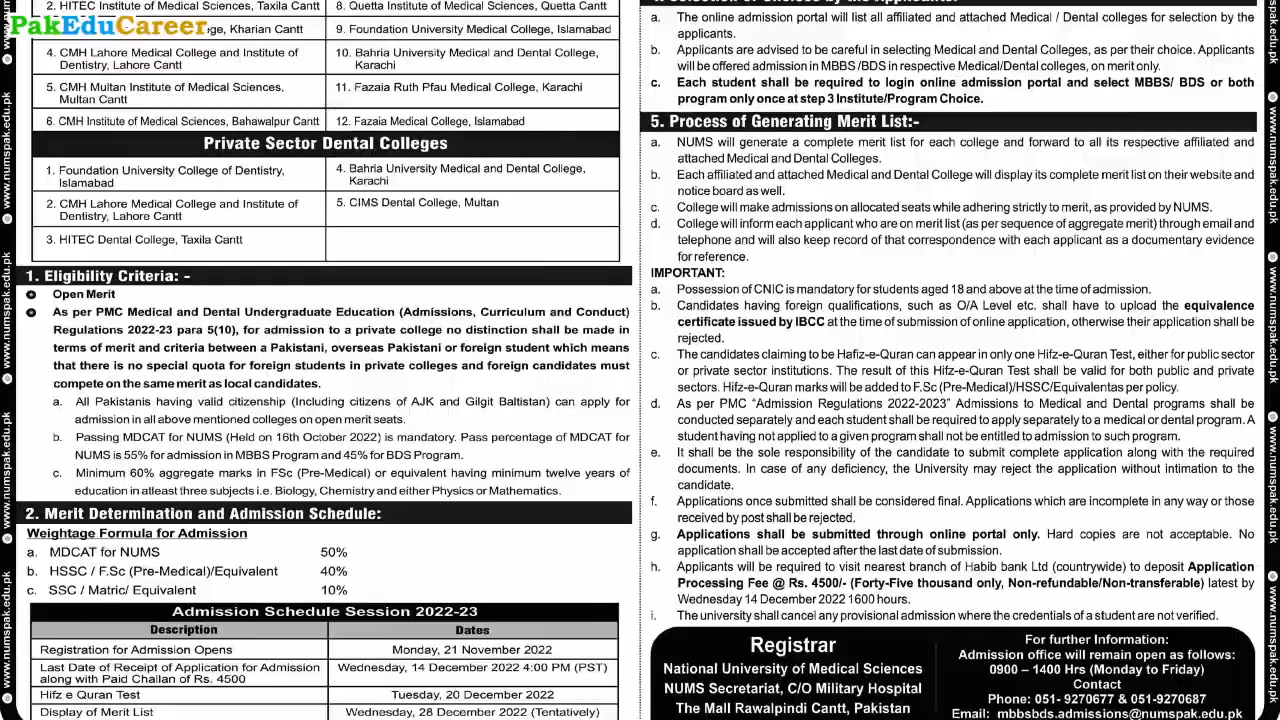 2. HITEC Institute of Medical Sciences, Taxila Cantt
8. Quetta Institute of Medical Sciences, Quetta Cantt
PakEduCareer
ge, Kharian Cantt
9. Foundation University Medical College, Islamabad
4. CMH Lahore Medical College and Institute of
Dentistry, Lahore Cantt
10. Bahria University Medical and Dental College,
Karachi
5. CMH Multan Institute of Medical Sciences,
Multan Cantt
11. Fazaia Ruth Pfau Medical College, Karachi
6. CMH Institute of Medical Sciences, Bahawalpur Cantt
12. Fazaia Medical College, Islamabad
Private Sector Dental Colleges
1. Foundation University College of Dentistry,
Islamabad
4. Bahria University Medical and Dental College,
Karachi
2. CMH Lahore Medical College and Institute of
Dentistry, Lahore Cantt
5. CIMS Dental College, Multan
3. HITEC Dental College, Taxila Cantt
1. Eligibility Criteria: -
Open Merit
As per PMC Medical and Dental Undergraduate Education (Admissions, Curriculum and Conduct)
Regulations 2022-23 para 5(10), for admission to a private college no distinction shall be made in
terms of merit and criteria between a Pakistani, overseas Pakistani or foreign student which means
that there is no special quota for foreign students in private colleges and foreign candidates must
compete on the same merit as local candidates.
a. All Pakistanis having valid citizenship (Including citizens of AJK and Gilgit Baltistan) can apply for
admission in all above mentioned colleges on open merit seats.
b. Passing MDCAT for NUMS (Held on 16th October 2022) is mandatory. Pass percentage of MDCAT for
NUMS is 55% for admission in MBBS Program and 45% for BDS Program.
c. Minimum 60% aggregate marks in FSc (Pre-Medical) or equivalent having minimum twelve years of
education in atleast three subjects i.e. Biology, Chemistry and either Physics or Mathematics.
2. Merit Determination and Admission Schedule:
Weightage Formula for Admission
a. MDCAT for NUMS 50%
b. HSSC / F.Sc (Pre-Medical)/Equivalent 40%
c. SSC / Matric/ Equivalent 10%
Admission Schedule Session 2022-23
Description Dates
Registration for Admission Opens Monday, 21 November 2022
Last Date of Receipt of Application for Admission
along with Paid Challan of Rs. 4500
Wednesday, 14 December 2022 4:00 PM (PST)
Hifz e Quran Test Tuesday, 20 December 2022
Display of Merit List Wednesday, 28 December 2022 (Tentatively)
a. The online admission portal will list all affiliated and attached Medical / Dental colleges for selection by the
applicants.
b. Applicants are advised to be careful in selecting Medical and Dental Colleges, as per their choice. Applicants
will be offered admission in MBBS /BDS in respective Medical/Dental colleges, on merit only.
c. Each student shall be required to login online admission portal and select MBBS/ BDS or both
program only once at step 3 Institute/Program Choice.
5. Process of Generating Merit List:-
a. NUMS will generate a complete merit list for each college and forward to all its respective affiliated and
attached Medical and Dental Colleges.
b. Each affiliated and attached Medical and Dental College will display its complete merit list on their website and
notice board as well.
c. College will make admissions on allocated seats while adhering strictly to merit, as provided by NUMS.
d. College will inform each applicant who are on merit list (as per sequence of aggregate merit) through email and
telephone and will also keep record of that correspondence with each applicant as a documentary evidence
for reference.
IMPORTANT:
a. Possession of CNIC is mandatory for students aged 18 and above at the time of admission.
b. Candidates having foreign qualifications, such as O/A Level etc. shall have to upload the equivalence
certificate issued by IBCC at the time of submission of online application, otherwise their application shall be
rejected.
c. The candidates claiming to be Hafiz-e-Quran can appear in only one Hifz-e-Quran Test, either for public sector
or private sector institutions. The result of this Hifz-e-Quran Test shall be valid for both public and private
sectors. Hifz-e-Quran marks will be added to F.Sc (Pre-Medical)/HSSC/Equivalentas per policy.
d. As per PMC “Admission Regulations 2022-2023” Admissions to Medical and Dental programs shall be
conducted separately and each student shall be required to apply separately to a medical or dental program. A
student having not applied to a given program shall not be entitled to admission to such program.
e. It shall be the sole responsibility of the candidate to submit complete application along with the required
documents. In case of any deficiency, the University may reject the application without intimation to the
candidate.
f. Applications once submitted shall be considered final. Applications which are incomplete in any way or those
received by post shall be rejected.
g. Applications shall be submitted through online portal only. Hard copies are not acceptable. No
application shall be accepted after the last date of submission.
h. Applicants will be required to visit nearest branch of Habib bank Ltd (countrywide) to deposit Application
Processing Fee @ Rs. 4500/- (Forty-Five thousand only, Non-refundable/Non-transferable) latest by
Wednesday 14 December 2022 1600 hours.
i. The university shall cancel any provisional admission where the credentials of a student are not verified.
Registrar
National University of Medical Sciences
NUMS Secretariat, C/O Military Hospital
The Mall Rawalpindi Cantt, Pakistan
For further Information:
Admission office will remain open as follows:
0900 – 1400 Hrs (Monday to Friday)
Contact
Phone: 051- 9270677 & 051-9270687
Email: mbbsbds.admissions@numspak.edu.pk
www.numspak.edu.pk
www.numspak.edu.pk
www.numspak.edu.pk
www.numspak.edu.pk
www.numspak.edu.pk
www.numspak.edu.pk
www.numspak.edu.pk